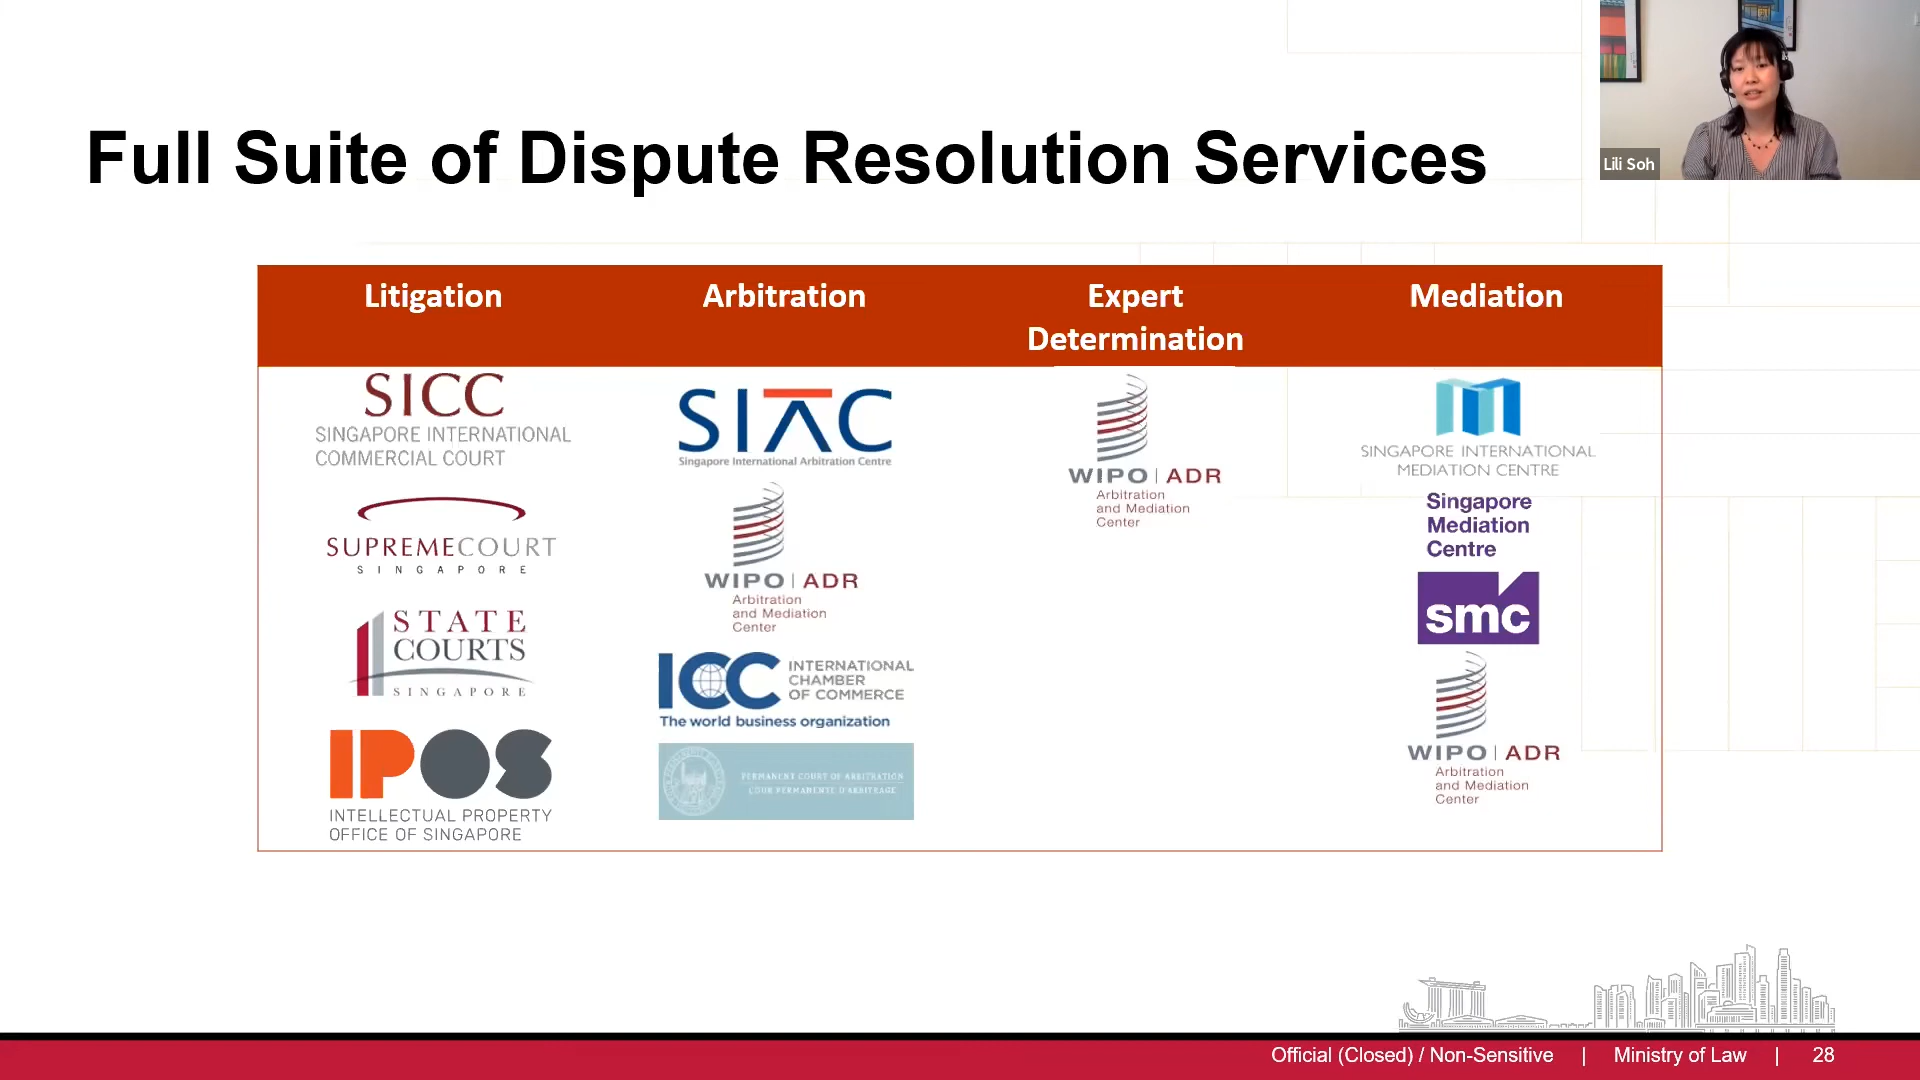 Full Suite of Dispute Resolution Services
Lili Soh
Litigation
Arbitration
Expert
Determination
Mediation
SICC
SINGAPORE INTERNATIONAL
COMMERCIAL COURT
SUPREMECOURT
SINGAPORE
STATE
COURTS
SINGAPORE
IPOS
INTELLECTUAL PROPERTY
OFFICE OF SINGAPORE
SIAC
Singapore International Arbitration Centre
WIPO | ADR
Arbitration
and Mediation
Center
ICC INTERNATIONAL
CHAMBER
OF COMMERCE
The world business organization
PERMANENT COURT OF ARBITRATION
COUR PERMANENTE D'ARBITRAGE
WIPO | ADR
Arbitration
and Mediation
Center
SINGAPORE INTERNATIONAL
MEDIATION CENTRE
Singapore
Mediation
Centre
smc
WIPO | ADR
Arbitration
and Mediation
Center
Official (Closed) / Non-Sensitive | Ministry of Law | 28